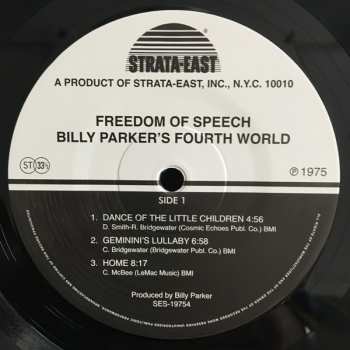 STRATA-EAST
A PRODUCT OF STRATA-EAST, INC., N.Y.C. 10010
FREEDOM OF SPEECH
BILLY PARKER'S FOURTH WORLD
ST 33⅓
℗ 1975
SIDE 1
1. DANCE OF THE LITTLE CHILDREN 4:56
D. Smith-R. Bridgewater (Cosmic Echoes Publ. Co.) BMI
2. GEMININI'S LULLABY 6:58
C. Bridgewater (Bridgewater Publ. Co.) BMI
3. HOME 8:17
C. McBee (LeMac Music) BMI
Produced by Billy Parker
SES-19754